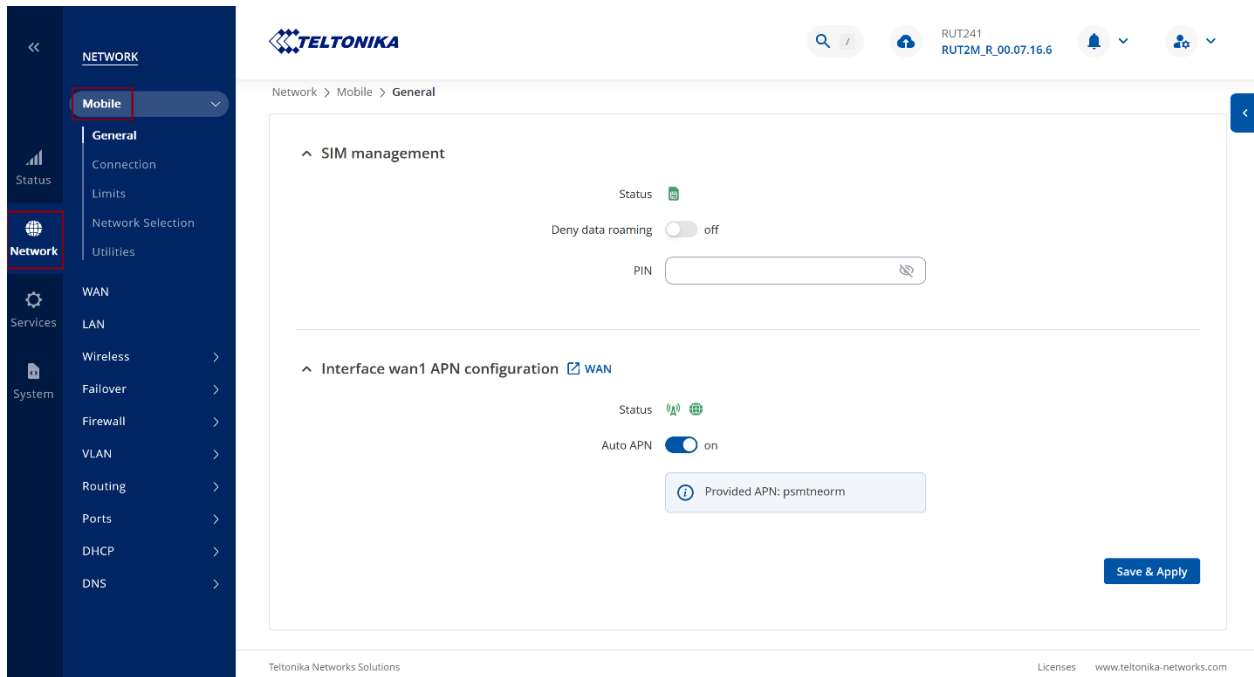 NETWORK
Mobile
General
Connection
Limits
Network Selection
Utilities
WAN
LAN
Wireless
Failover
Firewall
VLAN
Routing
Ports
DHCP
DNS
Status
Network
Services
System
TELTONIKA
/
RUT241
RUT2M_R_00.07.16.6
Network > Mobile > General
SIM management
Status
Deny data roaming off
PIN
Interface wan1 APN configuration WAN
Status
Auto APN on
Provided APN: psmtneorm
Save & Apply
Teltonika Networks Solutions
Licenses www.teltonika-networks.com